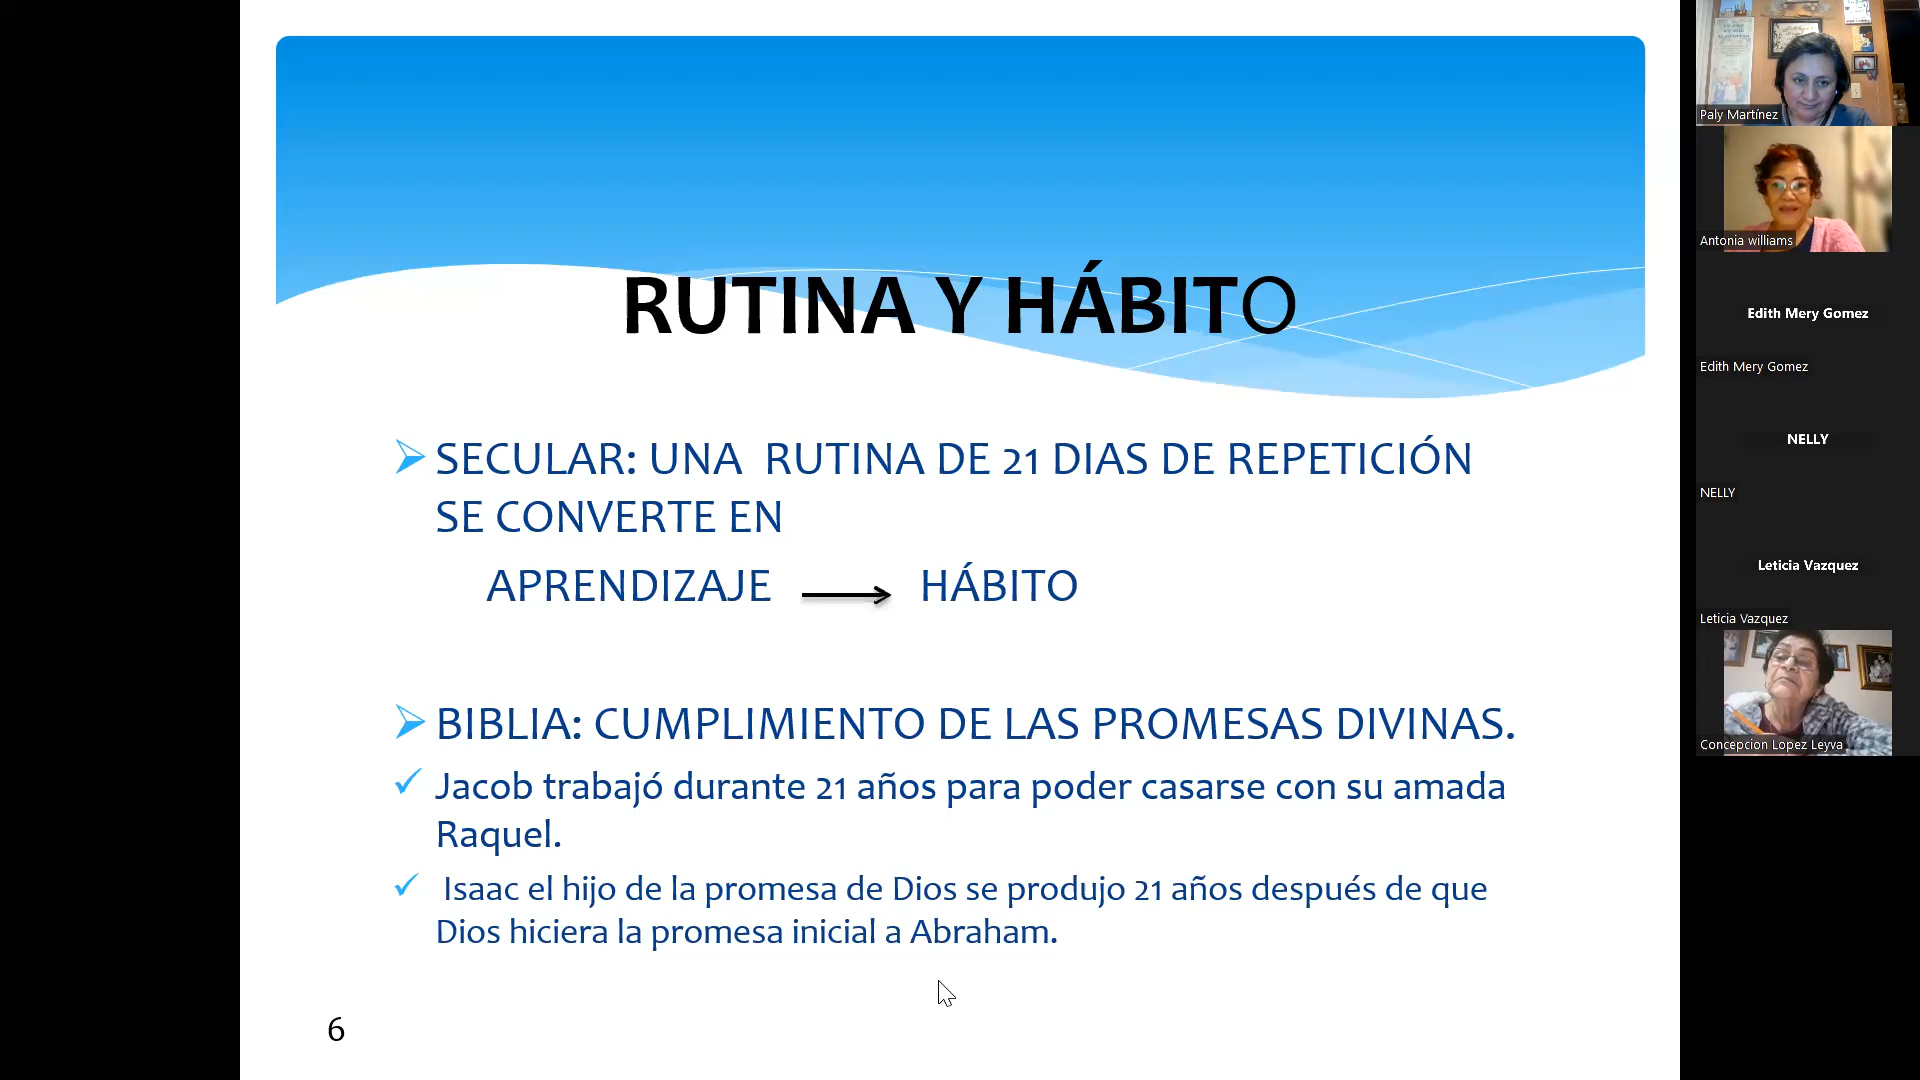 RUTINA Y HÁBITO
SECULAR: UNA RUTINA DE 21 DIAS DE REPETICIÓN
SE CONVERTE EN
APRENDIZAJE → HÁBITO
BIBLIA: CUMPLIMIENTO DE LAS PROMESAS DIVINAS.
Jacob trabajó durante 21 años para poder casarse con su amada
Raquel.
Isaac el hijo de la promesa de Dios se produjo 21 años después de que
Dios hiciera la promesa inicial a Abraham.
6
Paly Martínez
Antonia williams
Edith Mery Gomez
Edith Mery Gomez
NELLY
NELLY
Leticia Vazquez
Leticia Vazquez
Concepcion Lopez Leyva